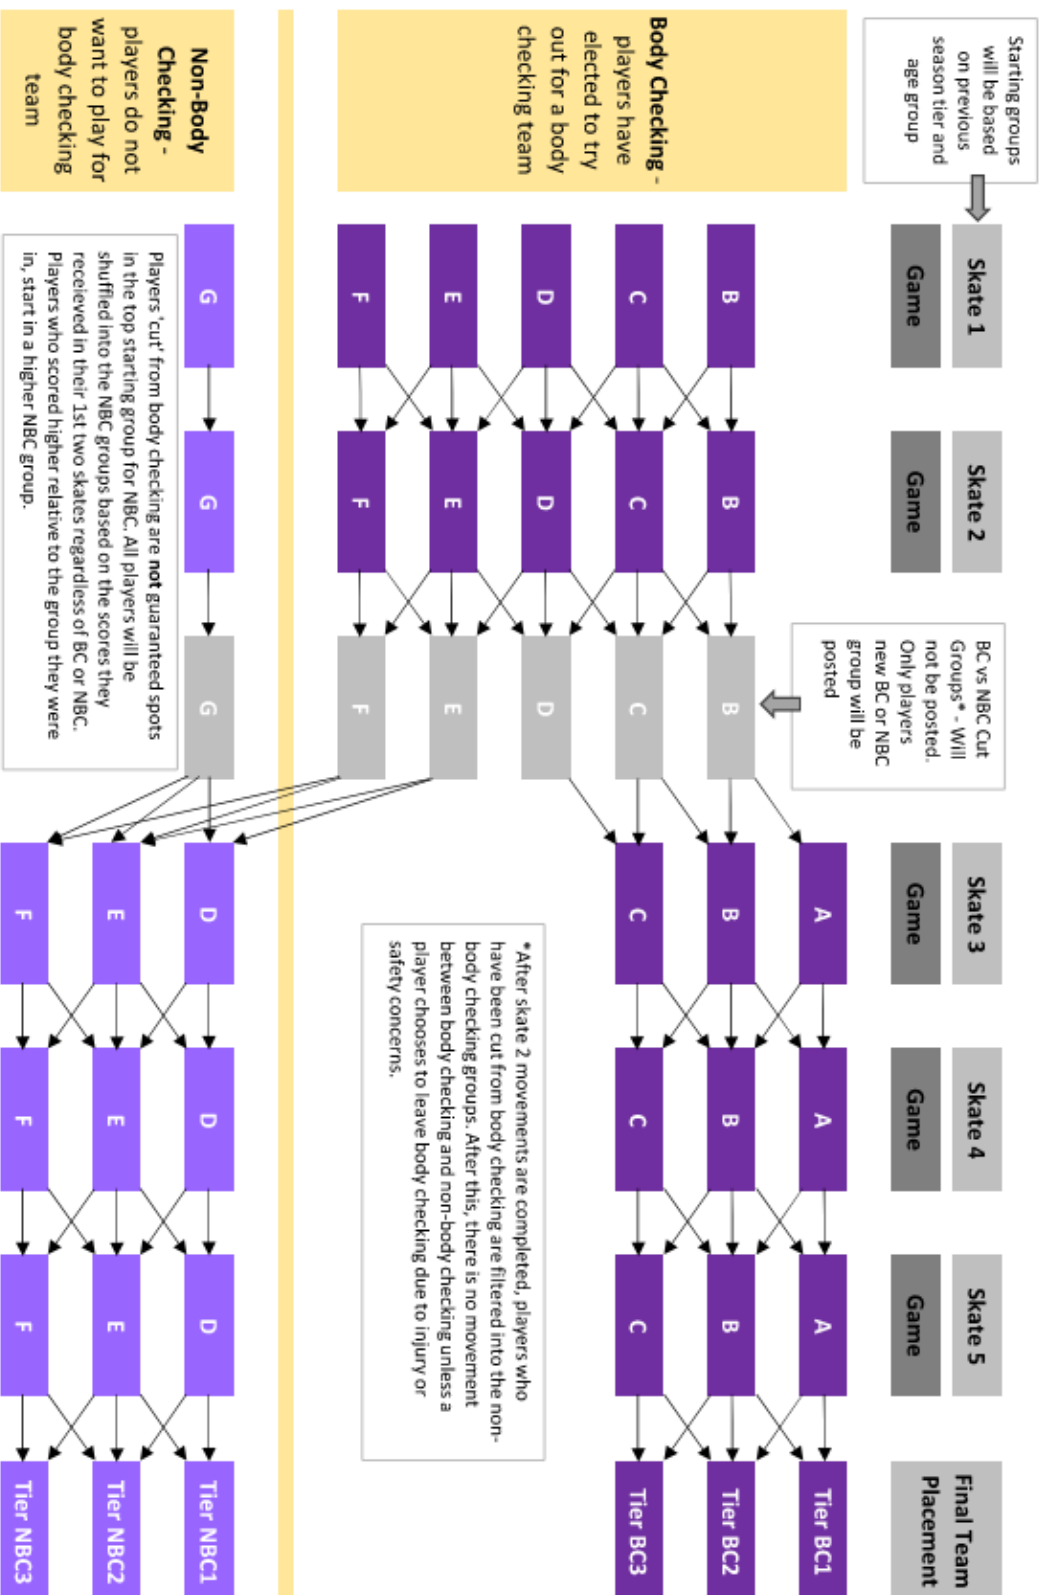 Starting groups
will be based
on previous
season tier and
age group
Skate 1
Game
Skate 2
Game
Skate 3
Game
Skate 4
Game
Skate 5
Game
Final Team
Placement
BC vs NBC Cut
Groups* - Will
not be posted.
Only players
new BC or NBC
group will be
posted
Body Checking -
players have
elected to try
out for a body
checking team
A
A
A
Tier BC1
B
B
B
B
B
B
Tier BC2
C
C
C
C
C
C
Tier BC3
D
D
D
E
E
E
F
F
F
*After skate 2 movements are completed, players who
have been cut from body checking are filtered into the non-
body checking groups. After this, there is no movement
between body checking and non-body checking unless a
player chooses to leave body checking due to injury or
safety concerns.
Non-Body
Checking -
players do not
want to play for
body checking
team
G
G
G
D
D
D
Tier NBC1
E
E
E
Tier NBC2
F
F
F
Tier NBC3
Players 'cut' from body checking are not guaranteed spots
in the top starting group for NBC. All players will be
shuffled into the NBC groups based on the scores they
receieved in their 1st two skates regardless of BC or NBC.
Players who scored higher relative to the group they were
in, start in a higher NBC group.